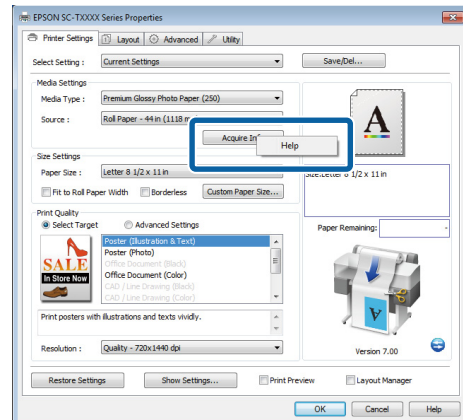 EPSON SC-TXXXX Series Properties
Printer Settings Layout Advanced Utility
Select Setting : Current Settings Save/Del...
Media Settings
Media Type : Premium Glossy Photo Paper (250)
Source : Roll Paper - 44 in (1118 m
Acquire Inf
Help
A
Size Settings
Paper Size : Letter 8 1/2 x 11 in
Size:Letter 8 1/2 x 11 in
Fit to Roll Paper Width Borderless Custom Paper Size...
Print Quality
Select Target Advanced Settings
Paper Remaining: -
SALE
In Store Now
Poster (Illustration & Text)
Poster (Photo)
Office Document (Black)
Office Document (Color)
CAD / Line Drawing (Black)
CAD / Line Drawing (Color)
A
Print posters with illustrations and texts vividly.
Resolution : Quality - 720x1440 dpi
Version 7.00
Restore Settings Show Settings... Print Preview Layout Manager
OK Cancel Help